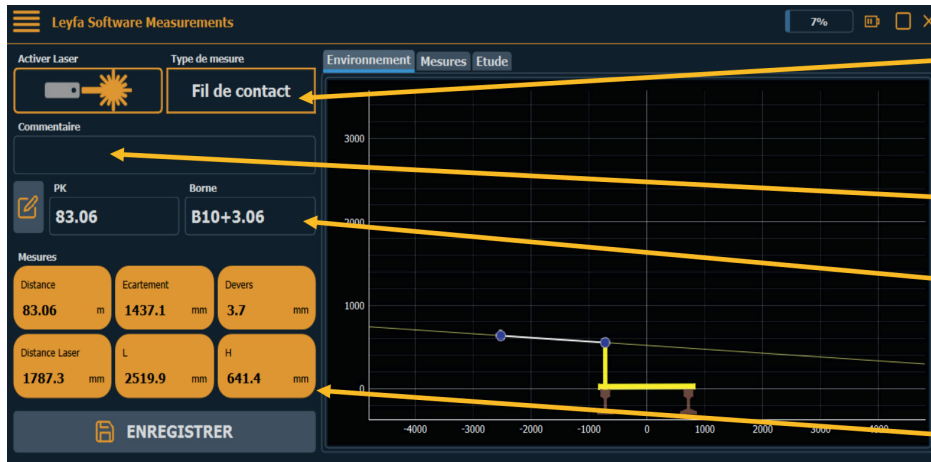 Leyfa Software Measurements
7%
Activer Laser
Type de mesure
Fil de contact
Commentaire
PK
83.06
Borne
B10+3.06
Mesures
Distance
83.06 m
Ecartement
1437.1 mm
Devers
3.7 mm
Distance Laser
1787.3 mm
L
2519.9 mm
H
641.4 mm
ENREGISTRER
Environnement Mesures Etude
3000
2000
1000
0
-4000 -3000 -2000 -1000 0 1000 2000 3000 4000